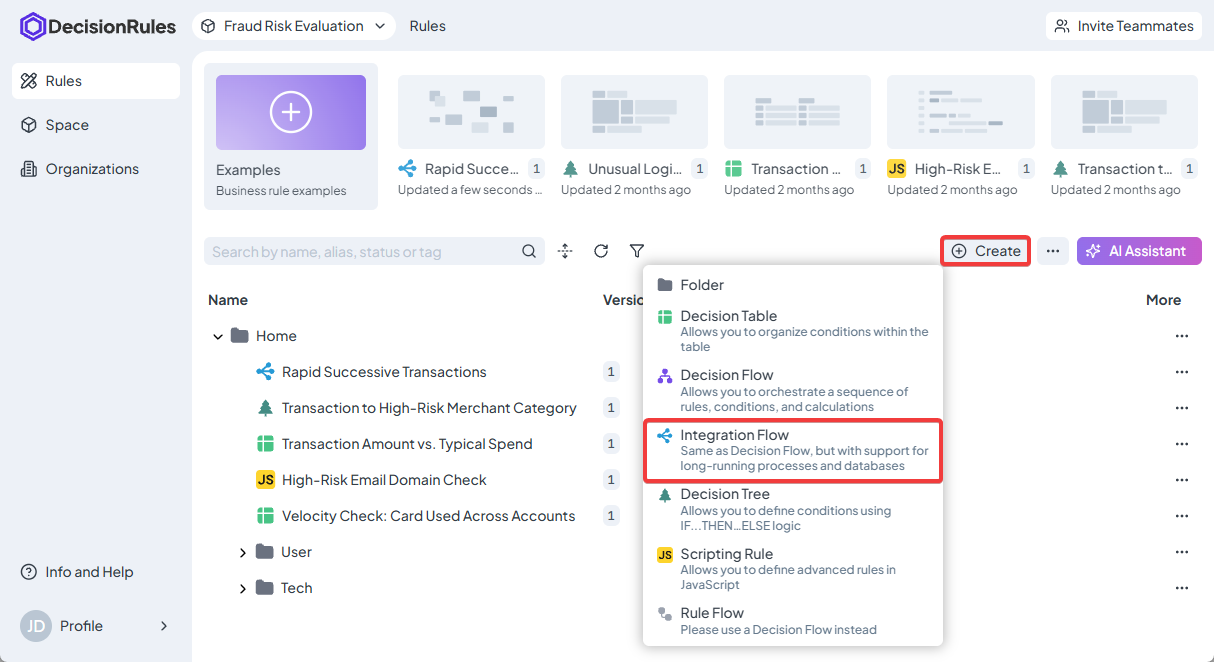 DecisionRules
Fraud Risk Evaluation
Rules
Invite Teammates
Rules
Space
Organizations
Info and Help
JD
Profile
Examples
Business rule examples
Rapid Succe... 1
Updated a few seconds ...
Unusual Logi... 1
Updated 2 months ago
Transaction ... 1
Updated 2 months ago
JS High-Risk E... 1
Updated 2 months ago
Transaction t... 1
Updated 2 months ago
Search by name, alias, status or tag
Create
AI Assistant
Name
Versio
More
Home
Rapid Successive Transactions 1
Transaction to High-Risk Merchant Category 1
Transaction Amount vs. Typical Spend 1
JS High-Risk Email Domain Check 1
Velocity Check: Card Used Across Accounts 1
User
Tech
Folder
Decision Table
Allows you to organize conditions within the
table
Decision Flow
Allows you to orchestrate a sequence of
rules, conditions, and calculations
Integration Flow
Same as Decision Flow, but with support for
long-running processes and databases
Decision Tree
Allows you to define conditions using
IF...THEN...ELSE logic
JS Scripting Rule
Allows you to define advanced rules in
JavaScript
Rule Flow
Please use a Decision Flow instead